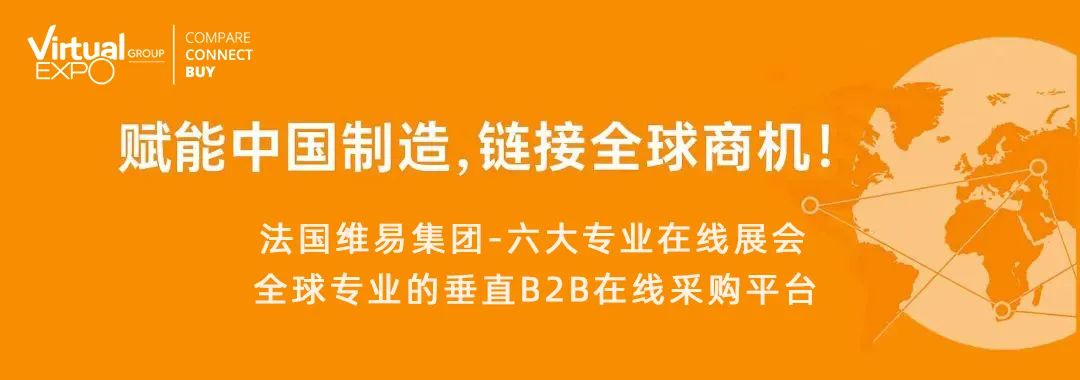 Virtual
EXPO
GROUP
COMPARE
CONNECT
BUY
赋能中国制造,链接全球商机!
法国维易集团-六大专业在线展会
全球专业的垂直B2B在线采购平台